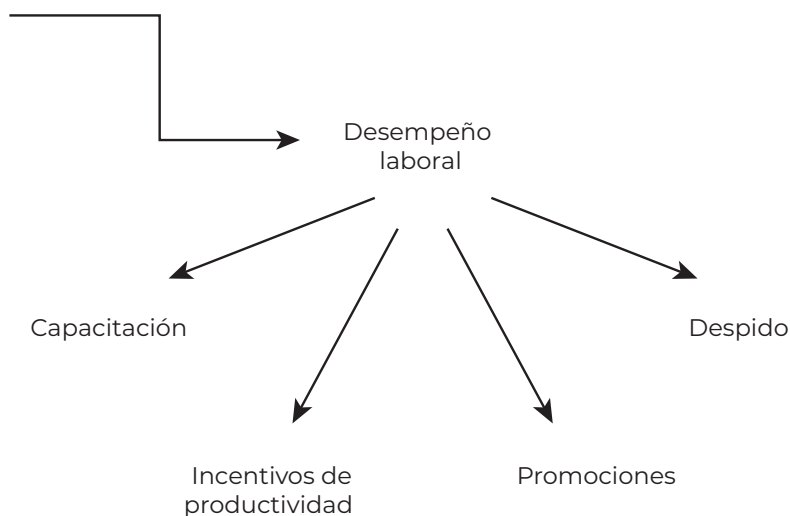 Desempeño
laboral
Capacitación
Despido
Incentivos de
productividad
Promociones